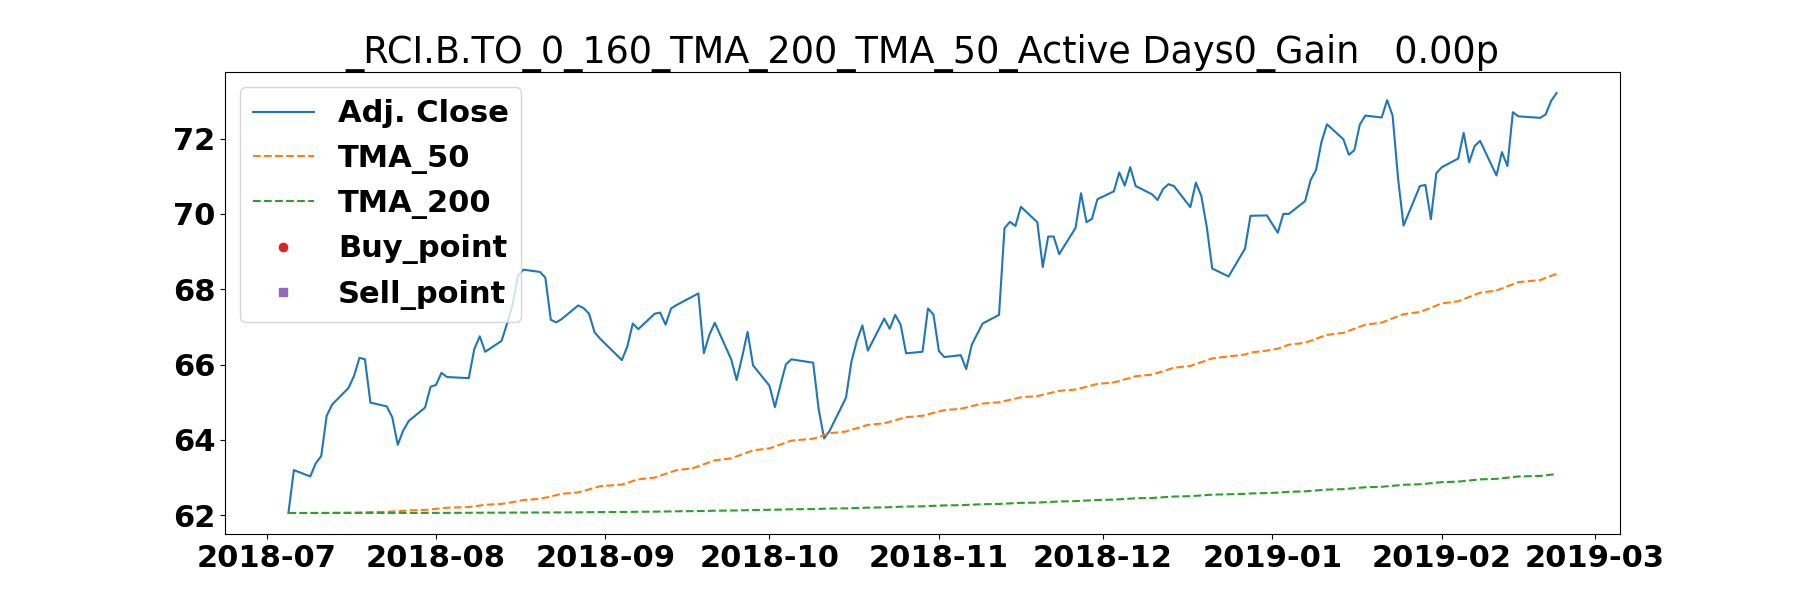 _RCI.B.TO_0_160_TMA_200_TMA_50_Active Days0_Gain   0.00p
Adj. Close
TMA_50
TMA_200
Buy_point
Sell_point
72
70
68
66
64
62
2018-07 2018-08 2018-09 2018-10 2018-11 2018-12 2019-01 2019-02 2019-03